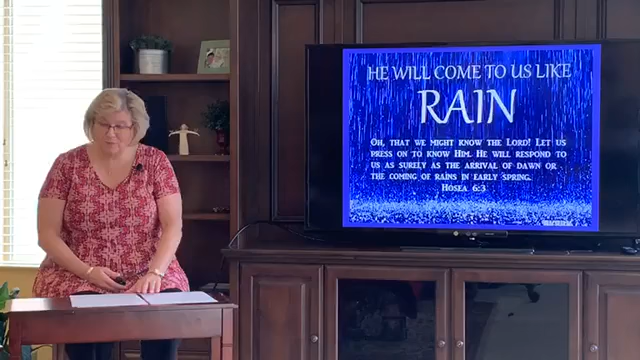 HE WILL COME TO US LIKE
RAIN
OH, THAT WE MIGHT KNOW THE LORD! LET US
PRESS ON TO KNOW HIM. HE WILL RESPOND TO
US AS SURELY AS THE ARRIVAL OF DAWN OR
THE COMING OF RAINS IN EARLY SPRING.
HOSEA 6:3